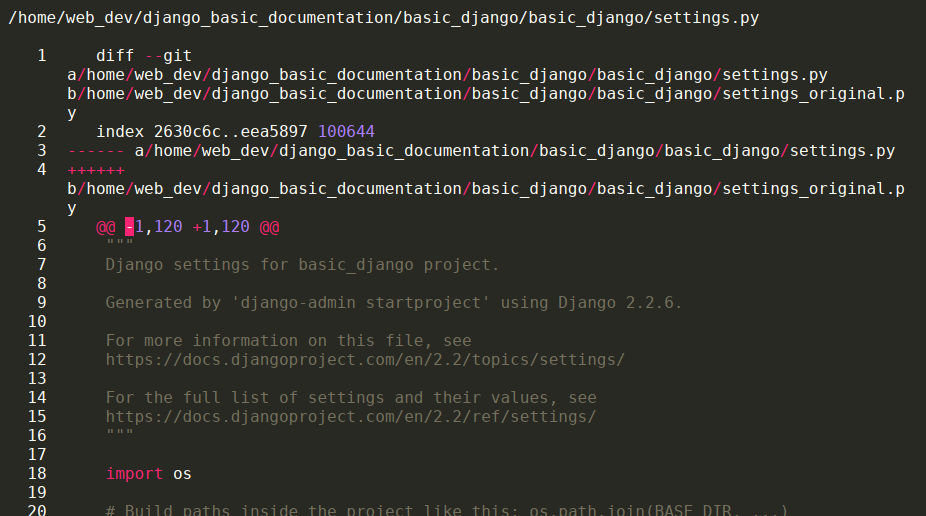 /home/web_dev/django_basic_documentation/basic_django/basic_django/settings.py
1 diff --git
a/home/web_dev/django_basic_documentation/basic_django/basic_django/settings.py
b/home/web_dev/django_basic_documentation/basic_django/basic_django/settings_original.p
y
2 index 2630c6c..eea5897 100644
3 ------ a/home/web_dev/django_basic_documentation/basic_django/basic_django/settings.py
4 ++++++
b/home/web_dev/django_basic_documentation/basic_django/basic_django/settings_original.p
y
5 @@ -1,120 +1,120 @@
6 """
7 Django settings for basic_django project.
8
9 Generated by 'django-admin startproject' using Django 2.2.6.
10
11 For more information on this file, see
12 https://docs.djangoproject.com/en/2.2/topics/settings/
13
14 For the full list of settings and their values, see
15 https://docs.djangoproject.com/en/2.2/ref/settings/
16 """
17
18 import os
19
20 # Build paths inside the project like this: os.path.join(BASE_DIR, ...)